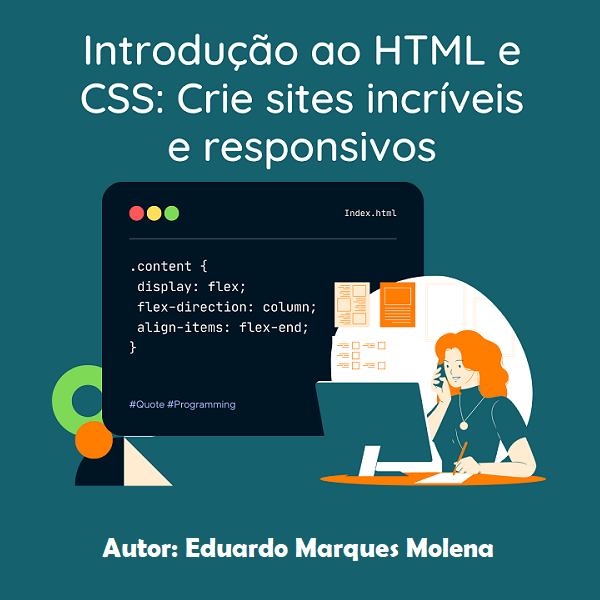 Introdução ao HTML e
CSS: Crie sites incríveis
e responsivos
Index.html
.content {
display: flex;
flex-direction: column;
align-items: flex-end;
}
#Quote #Programming
Autor: Eduardo Marques Molena